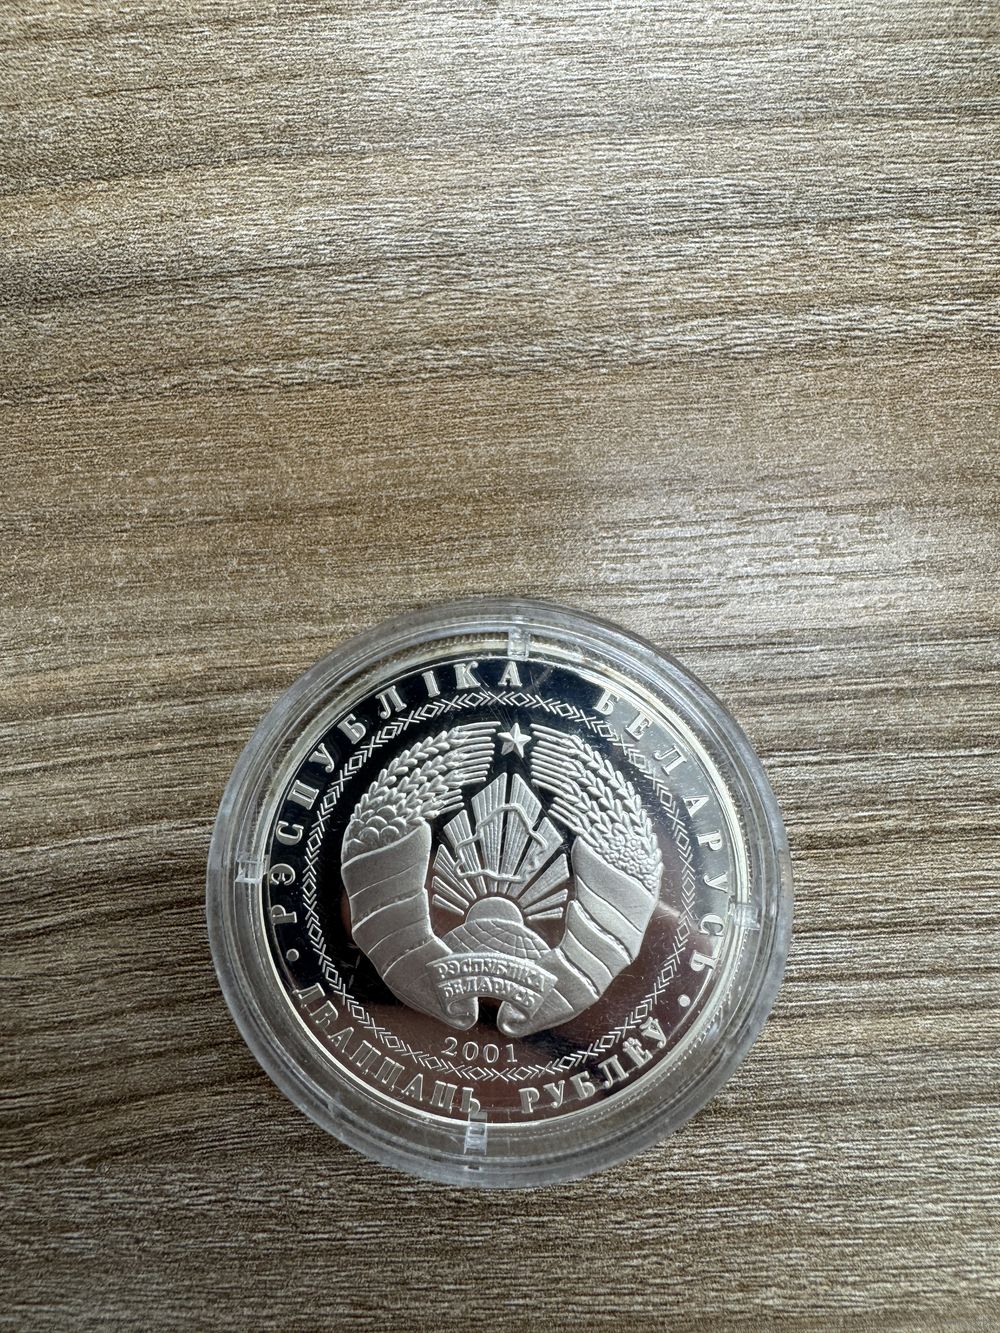 РЭСПУБЛІКА БЕЛАРУСЬ
РЭСПУБЛІКА
БЕЛАРУСЬ
2001
ДВАЦЦАЦЬ РУБЛЁЎ